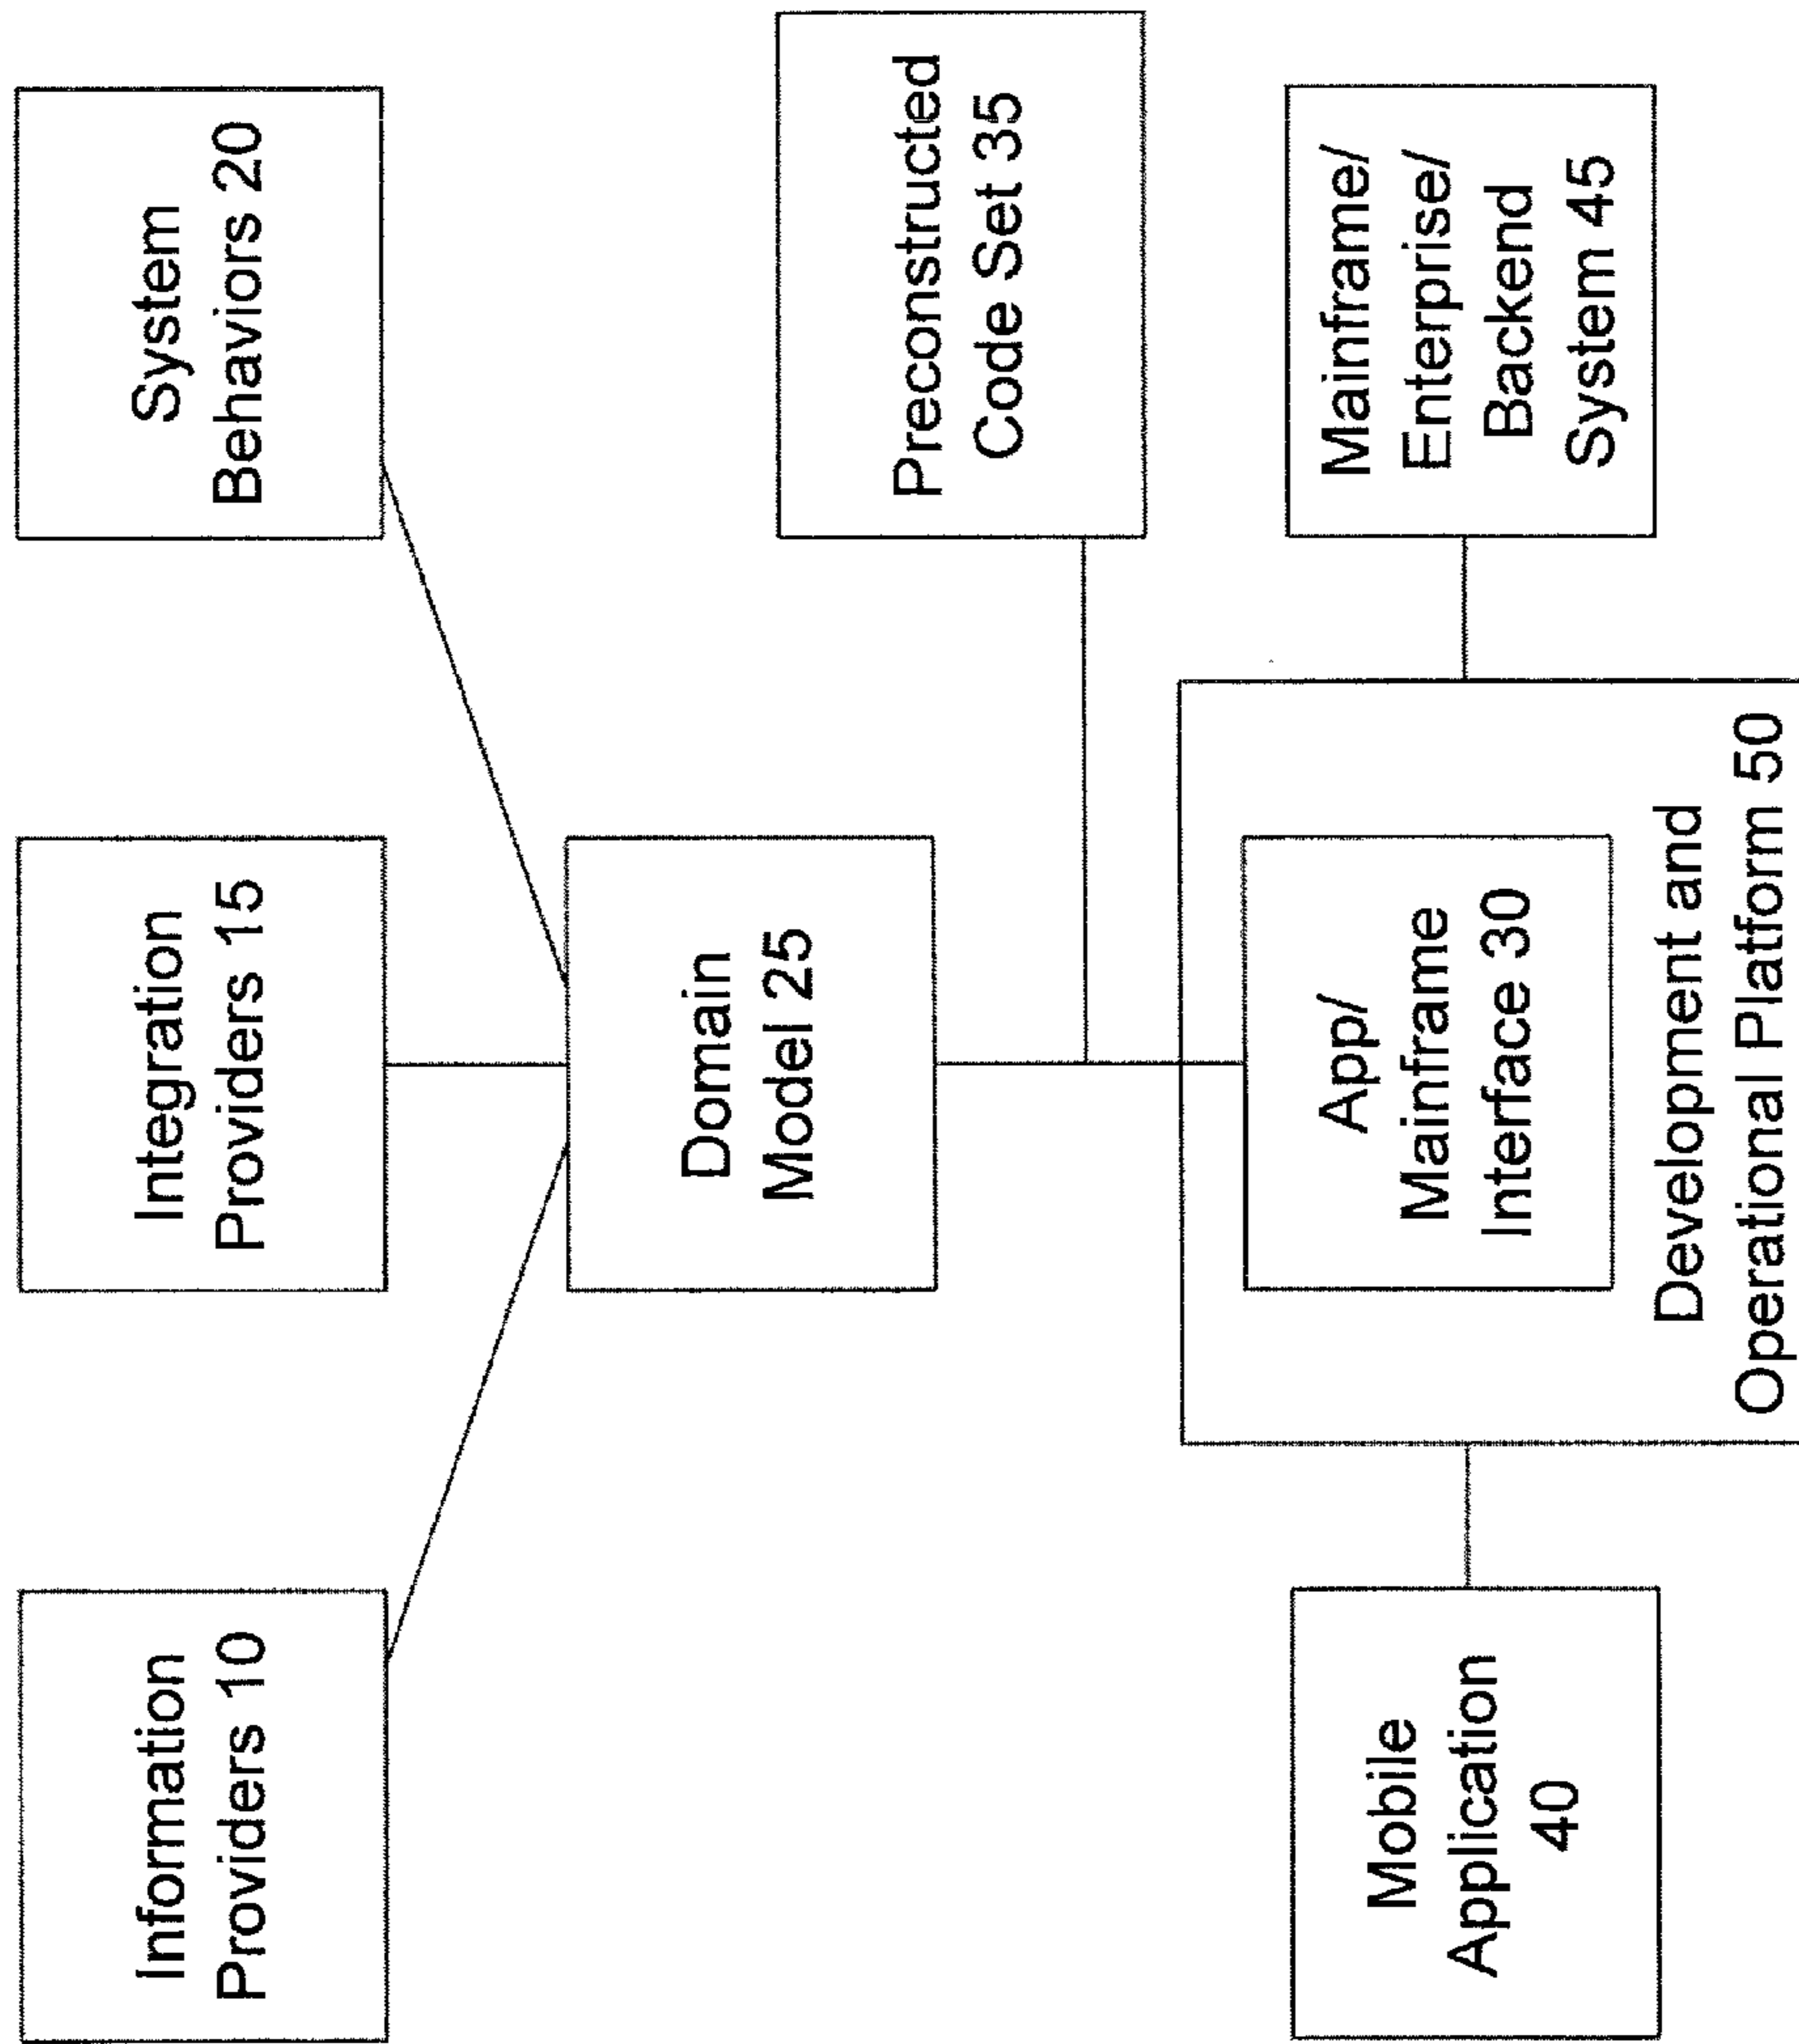 Information
Providers 10
Integration
Providers 15
System
Behaviors 20
Domain
Model 25
Preconstructed
Code Set 35
Mobile
Application
40
App/
Mainframe
Interface 30
Development and
Operational Platform 50
Mainframe/
Enterprise/
Backend
System 45